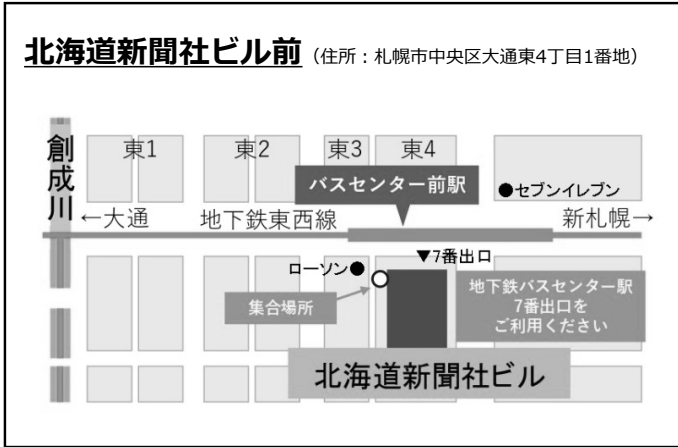 北海道新聞社ビル前（住所：札幌市中央区大通東4丁目1番地）
創成川
東1
東2
東3
東4
バスセンター前駅
●セブンイレブン
←大通
地下鉄東西線
新札幌→
ローソン●
▼7番出口
集合場所
地下鉄バスセンター駅
7番出口を
ご利用ください
北海道新聞社ビル